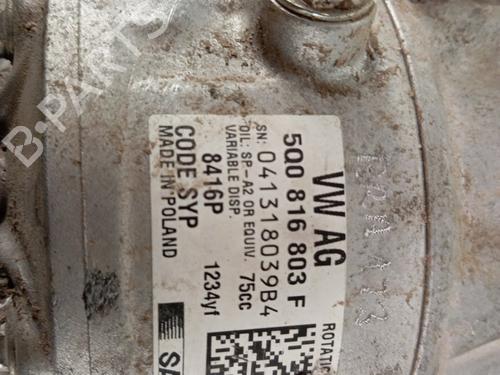 VW AG
5Q0 816 803 F
SN: 041318039B4
OIL: SP-A2 OR EQUIV. 75cc
VARIABLE DISP.
8416P 1234yf
CODE SYP
MADE IN POLAND
B-PARTS